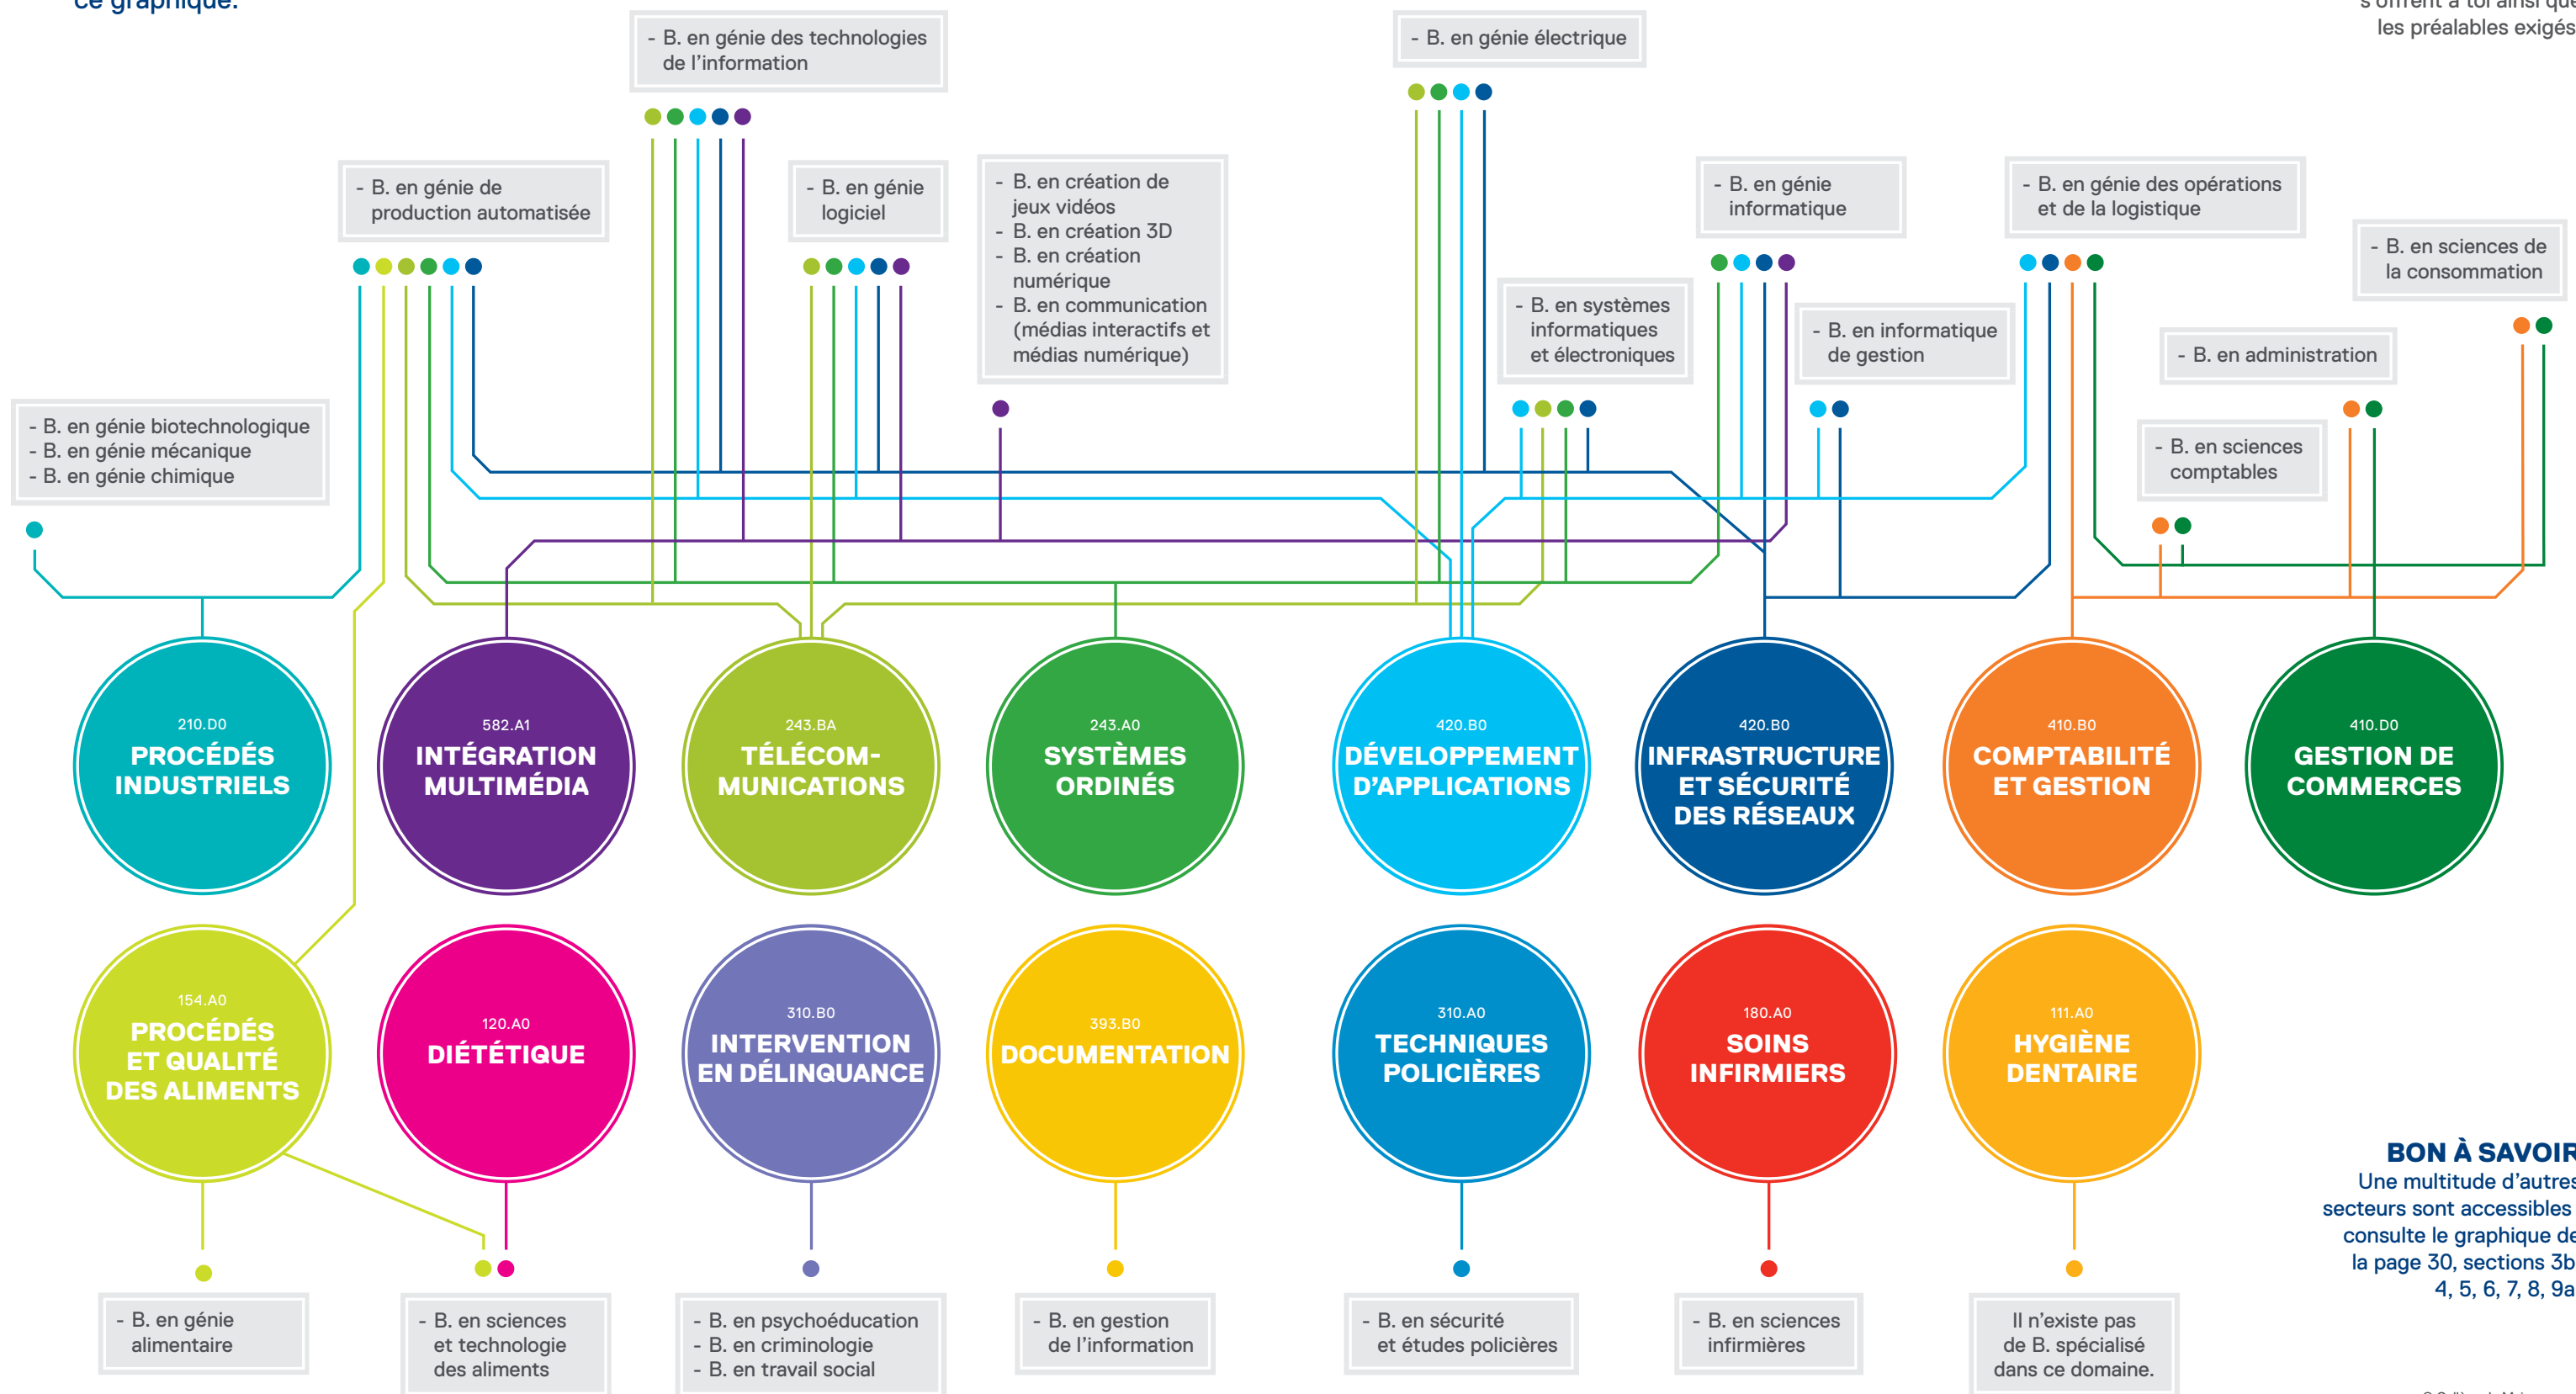 ce graphique.
s'offrent à toi ainsi que
les préalables exigés
- B. en génie des technologies
de l'information
- B. en génie électrique
- B. en génie de
production automatisée
- B. en génie
logiciel
- B. en création de
jeux vidéos
- B. en création 3D
- B. en création
numérique
- B. en communication
(médias interactifs et
médias numérique)
- B. en génie
informatique
- B. en génie des opérations
et de la logistique
- B. en sciences de
la consommation
- B. en systèmes
informatiques
et électroniques
- B. en informatique
de gestion
- B. en administration
- B. en sciences
comptables
- B. en génie biotechnologique
- B. en génie mécanique
- B. en génie chimique
210.D0
PROCÉDÉS
INDUSTRIELS
582.A1
INTÉGRATION
MULTIMÉDIA
243.BA
TÉLÉCOM-
MUNICATIONS
243.A0
SYSTÈMES
ORDINÉS
420.B0
DÉVELOPPEMENT
D'APPLICATIONS
420.B0
INFRASTRUCTURE
ET SÉCURITÉ
DES RÉSEAUX
410.B0
COMPTABILITÉ
ET GESTION
410.D0
GESTION DE
COMMERCES
154.A0
PROCÉDÉS
ET QUALITÉ
DES ALIMENTS
120.A0
DIÉTÉTIQUE
310.B0
INTERVENTION
EN DÉLINQUANCE
393.B0
DOCUMENTATION
310.A0
TECHNIQUES
POLICIÈRES
180.A0
SOINS
INFIRMIERS
111.A0
HYGIÈNE
DENTAIRE
BON À SAVOIR
Une multitude d'autres
secteurs sont accessibles
consulte le graphique de
la page 30, sections 3b
4, 5, 6, 7, 8, 9a
- B. en génie
alimentaire
- B. en sciences
et technologie
des aliments
- B. en psychoéducation
- B. en criminologie
- B. en travail social
- B. en gestion
de l'information
- B. en sécurité
et études policières
- B. en sciences
infirmières
Il n'existe pas
de B. spécialisé
dans ce domaine.